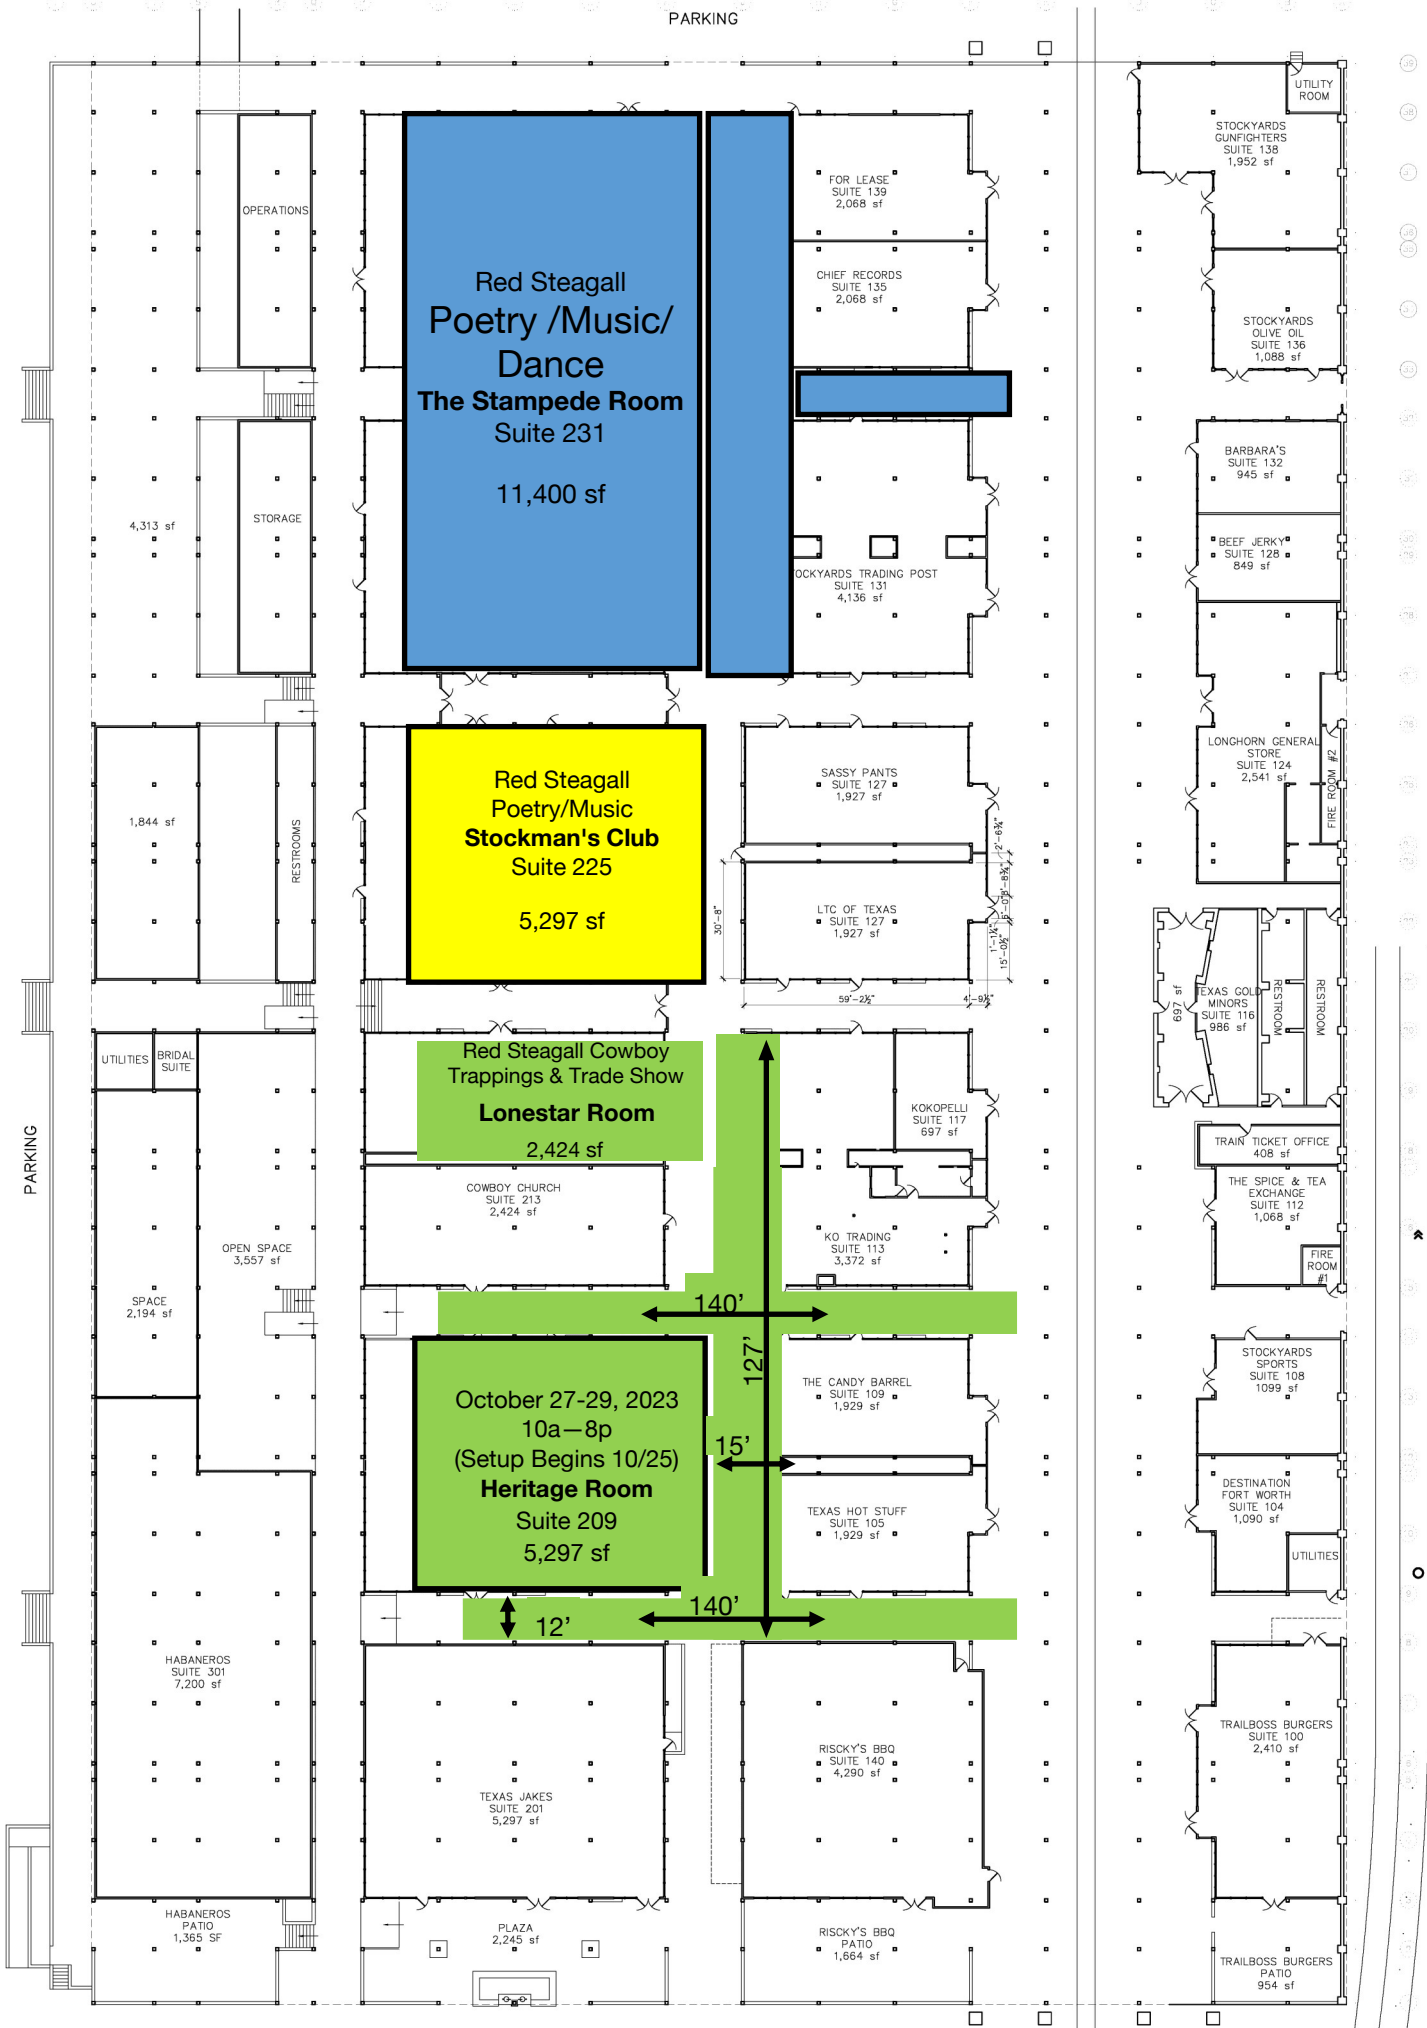 PARKING
UTILITY
ROOM
STOCKYARDS
GUNFIGHTERS
SUITE 138
1,952 sf
FOR LEASE
SUITE 139
2,068 sf
OPERATIONS
Red Steagall
Poetry /Music/
Dance
The Stampede Room
Suite 231
11,400 sf
CHIEF RECORDS
SUITE 135
2,068 sf
STOCKYARDS
OLIVE OIL
SUITE 136
1,088 sf
BARBARA'S
SUITE 132
945 sf
4,313 sf
STORAGE
BEEF JERKY
SUITE 128
849 sf
OCKYARDS TRADING POST
SUITE 131
4,136 sf
LONGHORN GENERAL
STORE
SUITE 124
2,541 sf
FIRE ROOM #2
Red Steagall
Poetry/Music
Stockman's Club
Suite 225
5,297 sf
SASSY PANTS
SUITE 127
1,927 sf
1,844 sf
RESTROOMS
2'-6¾"
LTC OF TEXAS
SUITE 127
1,927 sf
30'-8"
15'-0½"
1'-1¼"
59'-2½"
4'-9½"
697 sf
TEXAS GOLD
MINORS
SUITE 116
986 sf
RESTROOM
RESTROOM
UTILITIES
BRIDAL
SUITE
Red Steagall Cowboy
Trappings & Trade Show
Lonestar Room
2,424 sf
KOKOPELLI
SUITE 117
697 sf
TRAIN TICKET OFFICE
408 sf
PARKING
COWBOY CHURCH
SUITE 213
2,424 sf
THE SPICE & TEA
EXCHANGE
SUITE 112
1,068 sf
FIRE
ROOM
#1
OPEN SPACE
3,557 sf
KO TRADING
SUITE 113
3,372 sf
SPACE
2,194 sf
140’
127’
STOCKYARDS
SPORTS
SUITE 108
1099 sf
THE CANDY BARREL
SUITE 109
1,929 sf
October 27-29, 2023
10a—8p
(Setup Begins 10/25)
Heritage Room
Suite 209
5,297 sf
15’
DESTINATION
FORT WORTH
SUITE 104
1,090 sf
TEXAS HOT STUFF
SUITE 105
1,929 sf
UTILITIES
140’
12’
HABANEROS
SUITE 301
7,200 sf
TRAILBOSS BURGERS
SUITE 100
2,410 sf
RISCKY'S BBQ
SUITE 140
4,290 sf
TEXAS JAKES
SUITE 201
5,297 sf
HABANEROS
PATIO
1,365 SF
PLAZA
2,245 sf
RISCKY'S BBQ
PATIO
1,664 sf
TRAILBOSS BURGERS
PATIO
954 sf